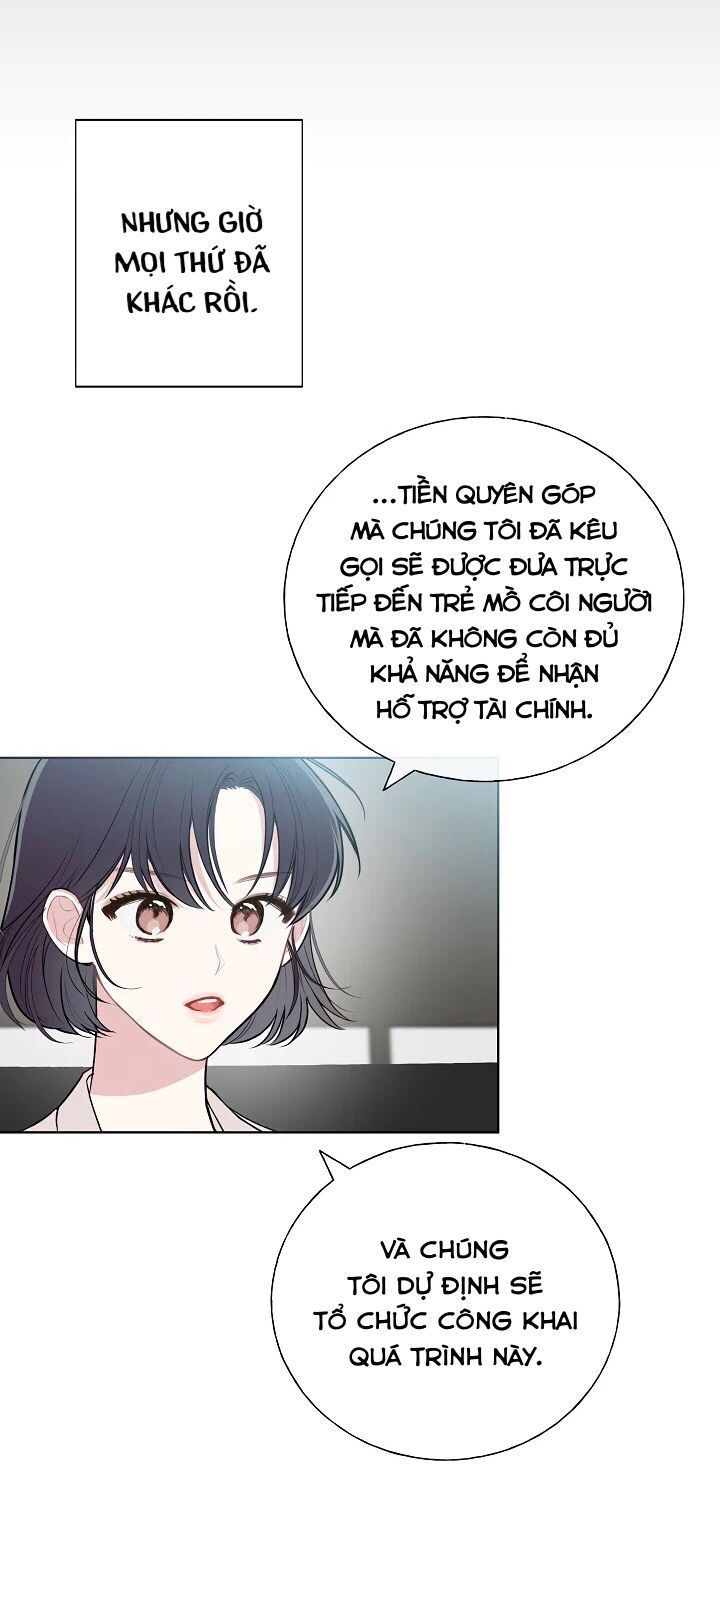 NHƯNG GIỜ
MỌI THỨ ĐÃ
KHÁC RỒI.
...TIỀN QUYÊN GÓP
MÀ CHÚNG TÔI ĐÃ KÊU
GỌI SẼ ĐƯỢC ĐƯA TRỰC
TIẾP ĐẾN TRẺ MỒ CÔI NGƯỜI
MÀ ĐÃ KHÔNG CÒN ĐỦ
KHẢ NĂNG ĐỂ NHẬN
HỖ TRỢ TÀI CHÍNH.
VÀ CHÚNG
TÔI DỰ ĐỊNH SẼ
TỔ CHỨC CÔNG KHAI
QUÁ TRÌNH NÀY.